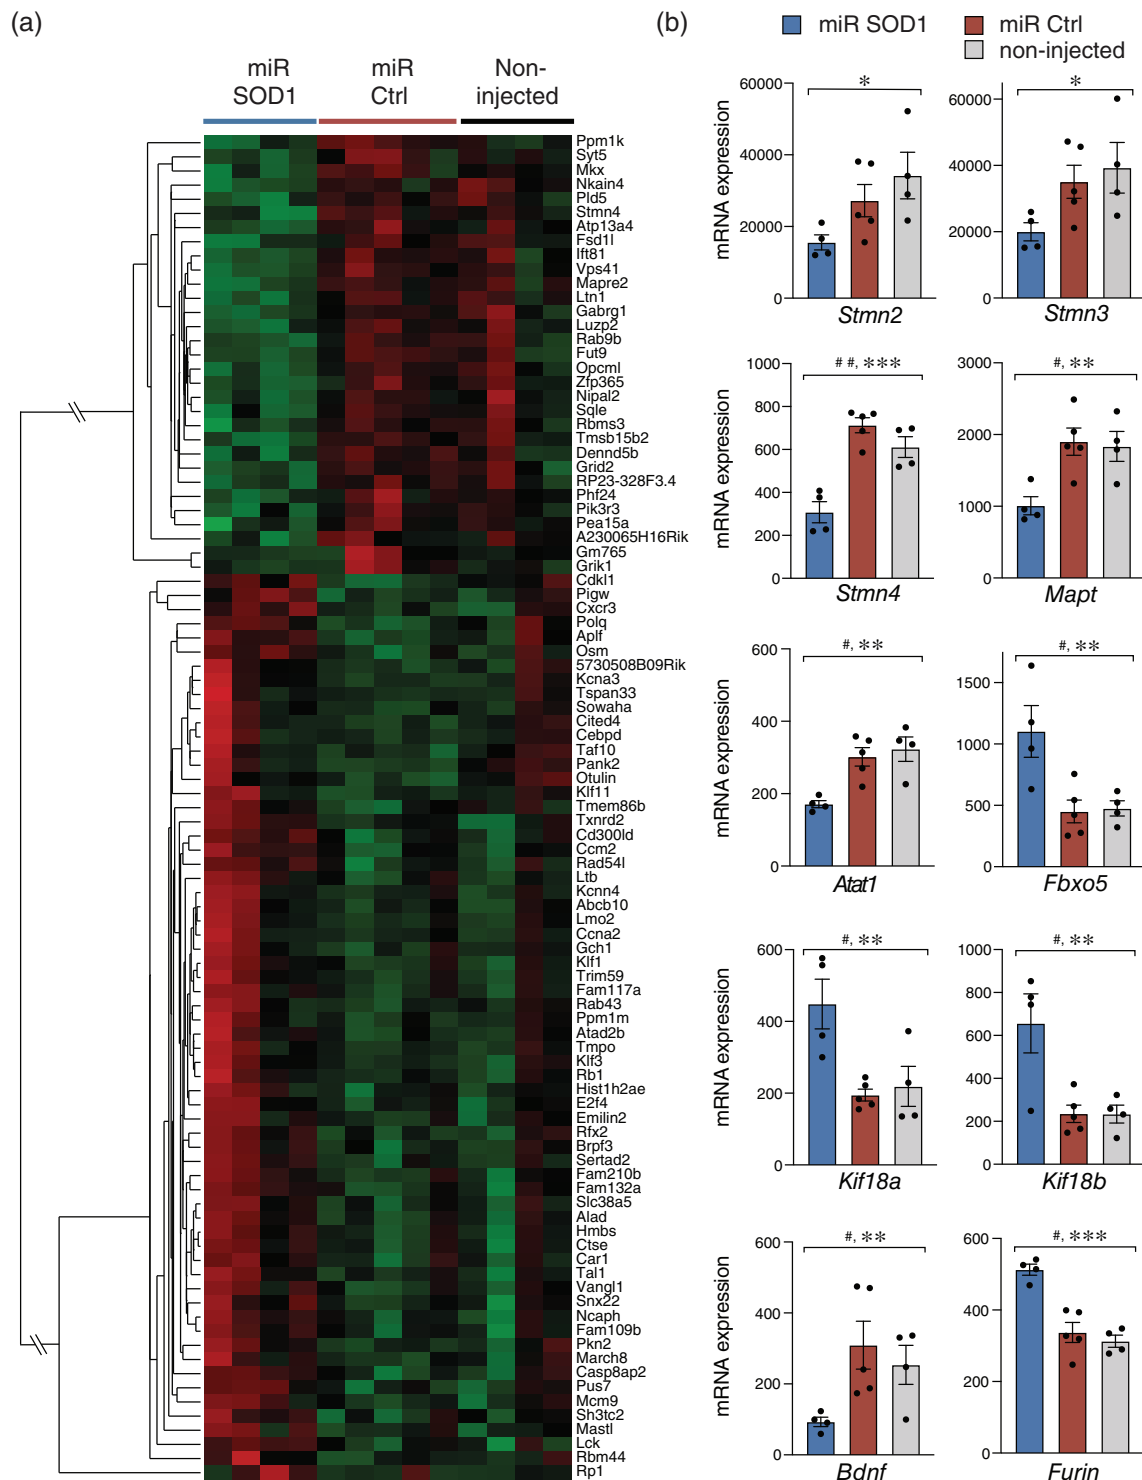 (a)
miR
SOD1
miR
Ctrl
Non-
injected
Ppm1k
Syt5
Mkx
Nkain4
Pld5
Stmn4
Atp13a4
Fsd1l
Ift81
Vps41
Mapre2
Ltn1
Gabrg1
Luzp2
Rab9b
Fut9
Opcml
Zfp365
Nipal2
Sqle
Rbms3
Tmsb15b2
Dennd5b
Grid2
RP23-328F3.4
Phf24
Pik3r3
Pea15a
A230065H16Rik
Gm765
Grik1
Cdkl1
Pigw
Cxcr3
Polq
Aplf
Osm
5730508B09Rik
Kcna3
Tspan33
Sowaha
Cited4
Cebpd
Taf10
Pank2
Otulin
Klf11
Tmem86b
Txnrd2
Cd300ld
Ccm2
Rad54l
Ltb
Kcnn4
Abcb10
Lmo2
Ccna2
Gch1
Klf1
Trim59
Fam117a
Rab43
Ppm1m
Atad2b
Tmpo
Klf3
Rb1
Hist1h2ae
E2f4
Emilin2
Rfx2
Brpf3
Sertad2
Fam210b
Fam132a
Slc38a5
Alad
Hmbs
Ctse
Car1
Tal1
Vangl1
Snx22
Ncaph
Fam109b
Pkn2
March8
Casp8ap2
Pus7
Mcm9
Sh3tc2
Mastl
Lck
Rbm44
Rp1
(b)
miR SOD1
miR Ctrl
non-injected
mRNA expression
60000
40000
20000
0
*
Stmn2
60000
40000
20000
0
*
Stmn3
mRNA expression
1000
800
600
400
200
0
# #, ***
Stmn4
3000
2000
1000
0
#, **
Mapt
mRNA expression
600
400
200
0
#, **
Atat1
1500
1000
500
0
#, **
Fbxo5
mRNA expression
600
400
200
0
#, **
Kif18a
1000
800
600
400
200
0
#, **
Kif18b
mRNA expression
600
400
200
0
#, **
Bdnf
600
400
200
0
#, ***
Furin